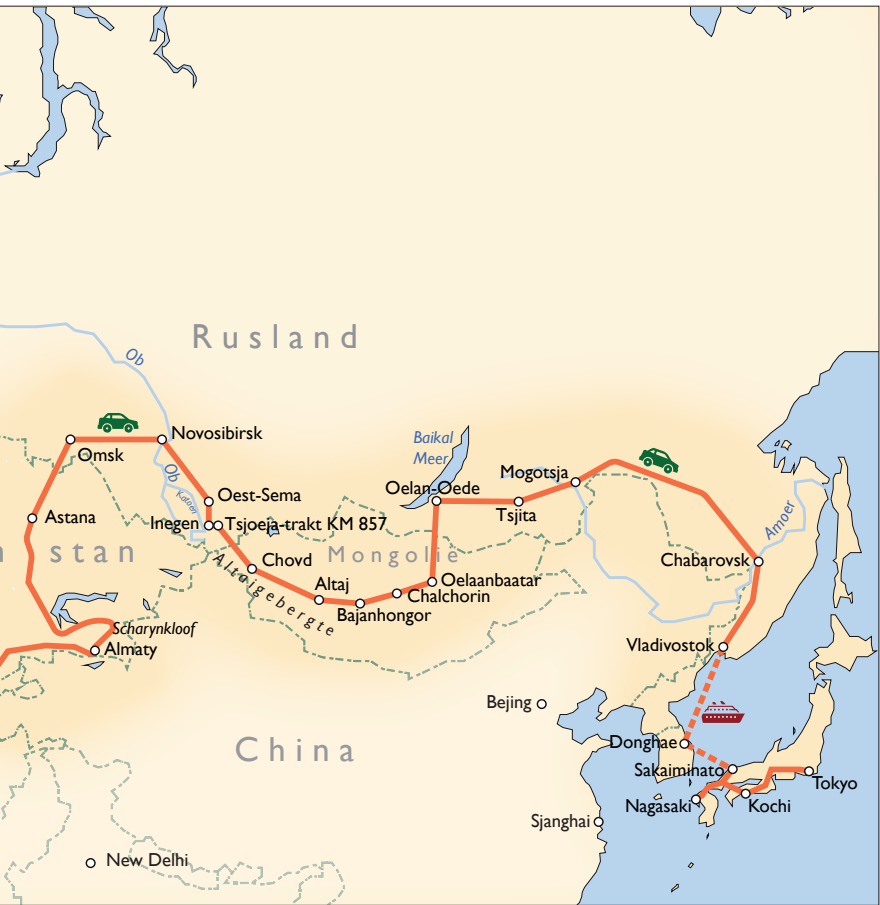 Rusland
Ob
Novosibirsk
Omsk
Baikal
Meer
Mogotsja
Ob
Katoen
Oest-Sema
Oelan-Oede
Tsjita
Astana
Inegen
Tsjoeja-trakt KM 857
Amoer
n stan
Mongolië
Chovd
Altaigebergte
Chabarovsk
Altaj
Oelaanbaatar
Chalchorin
Bajanhongor
Scharynkloof
Almaty
Vladivostok
Bejing
China
Donghae
Sakaiminato
Tokyo
Nagasaki
Kochi
Sjanghai
New Delhi